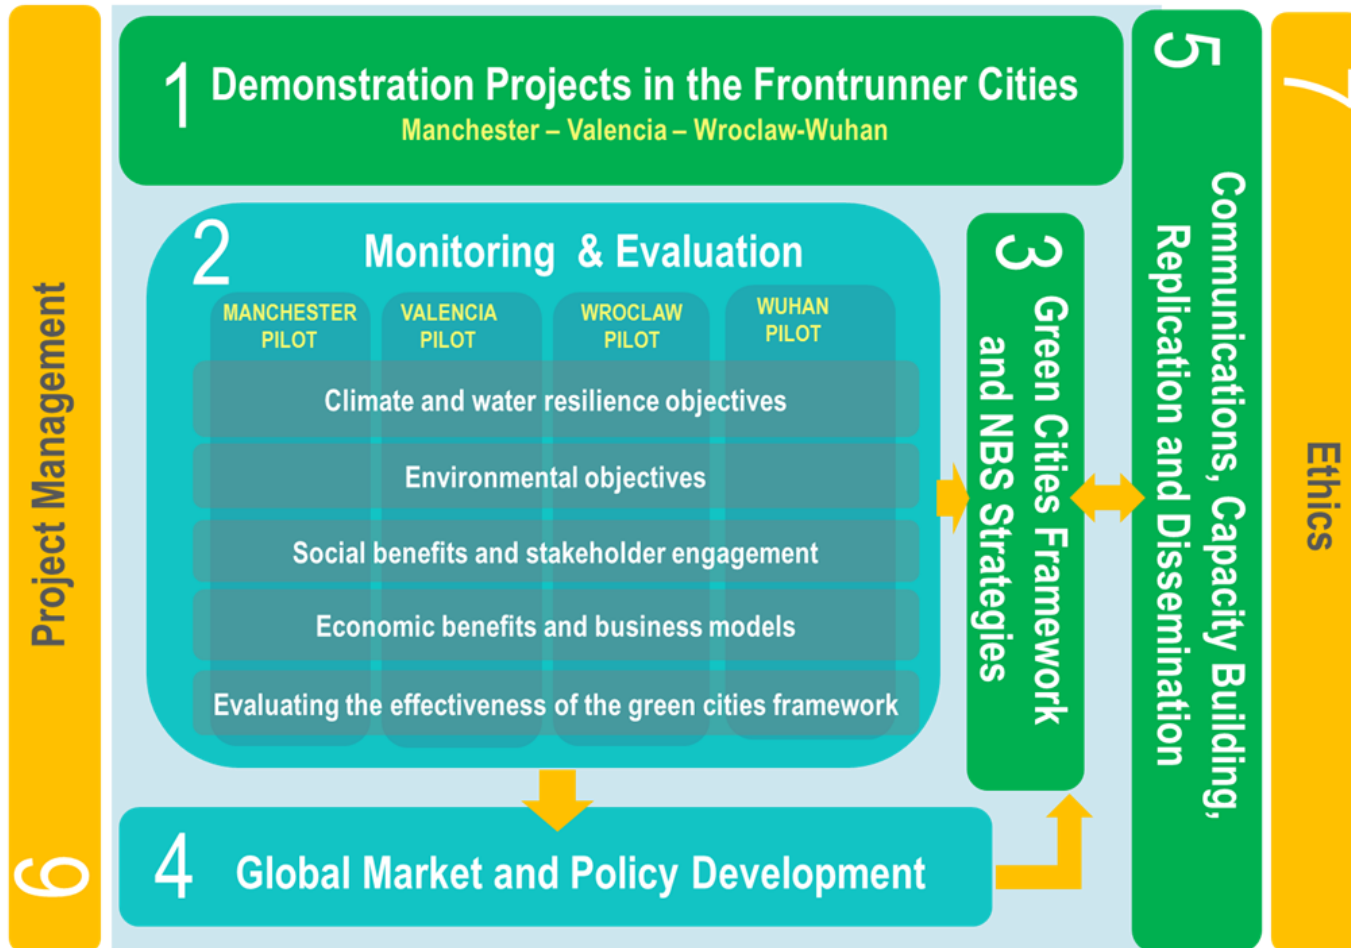 1
Demonstration Projects in the Frontrunner Cities
Manchester – Valencia – Wroclaw-Wuhan
2
Monitoring & Evaluation
MANCHESTER
PILOT
VALENCIA
PILOT
WROCLAW
PILOT
WUHAN
PILOT
Climate and water resilience objectives
Environmental objectives
Social benefits and stakeholder engagement
Economic benefits and business models
Evaluating the effectiveness of the green cities framework
3
Green Cities Framework
and NBS Strategies
4
Global Market and Policy Development
5
Communications, Capacity Building,
Replication and Dissemination
6
Project Management
7
Ethics